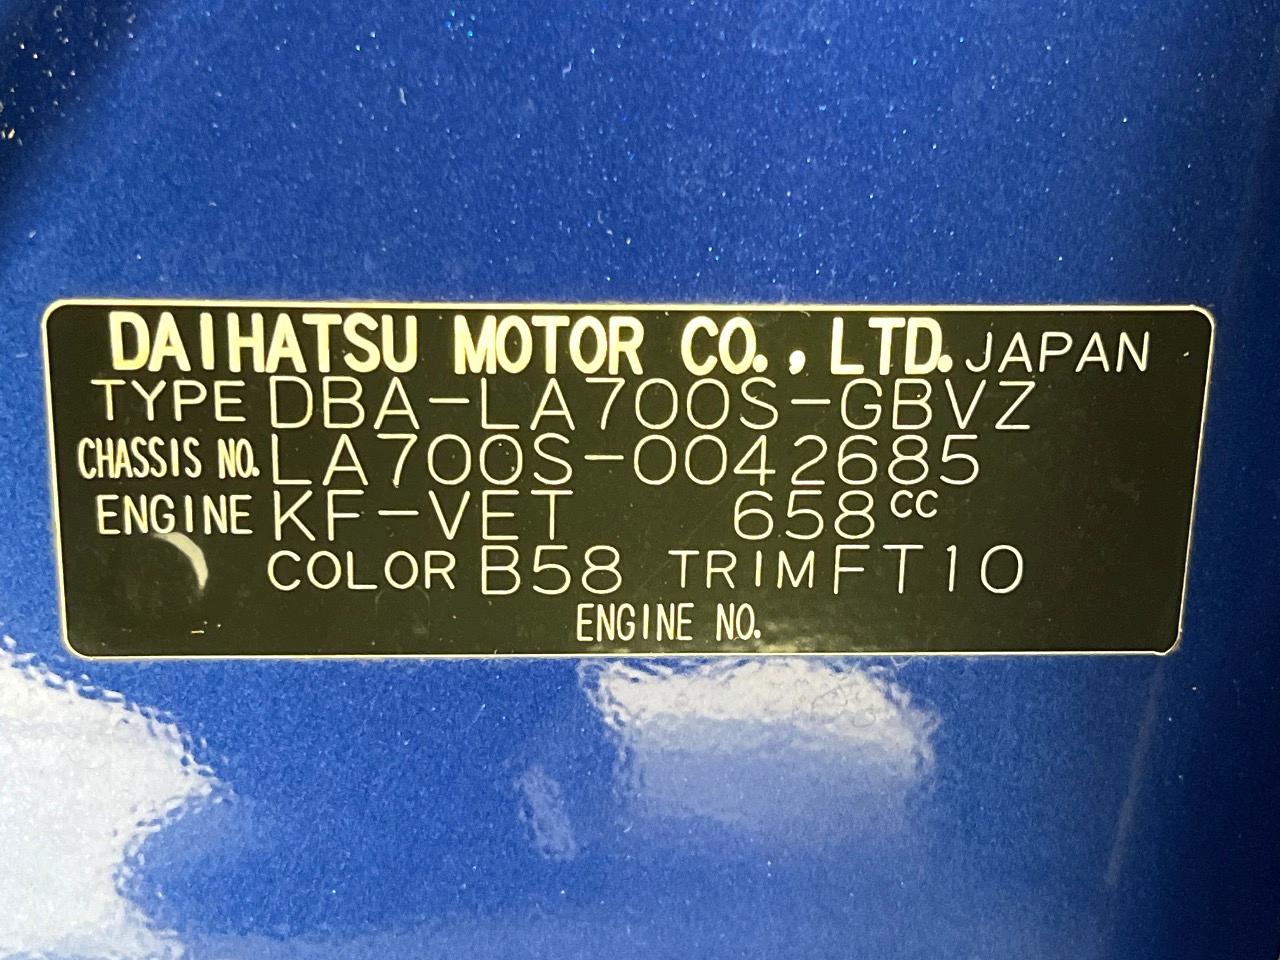 DAIHATSU MOTOR CO., LTD. JAPAN
TYPE DBA-LA700S-GBVZ
CHASSIS NO. LA700S-0042685
ENGINE KF-VET 658cc
COLOR B58 TRIM FT10
ENGINE NO.